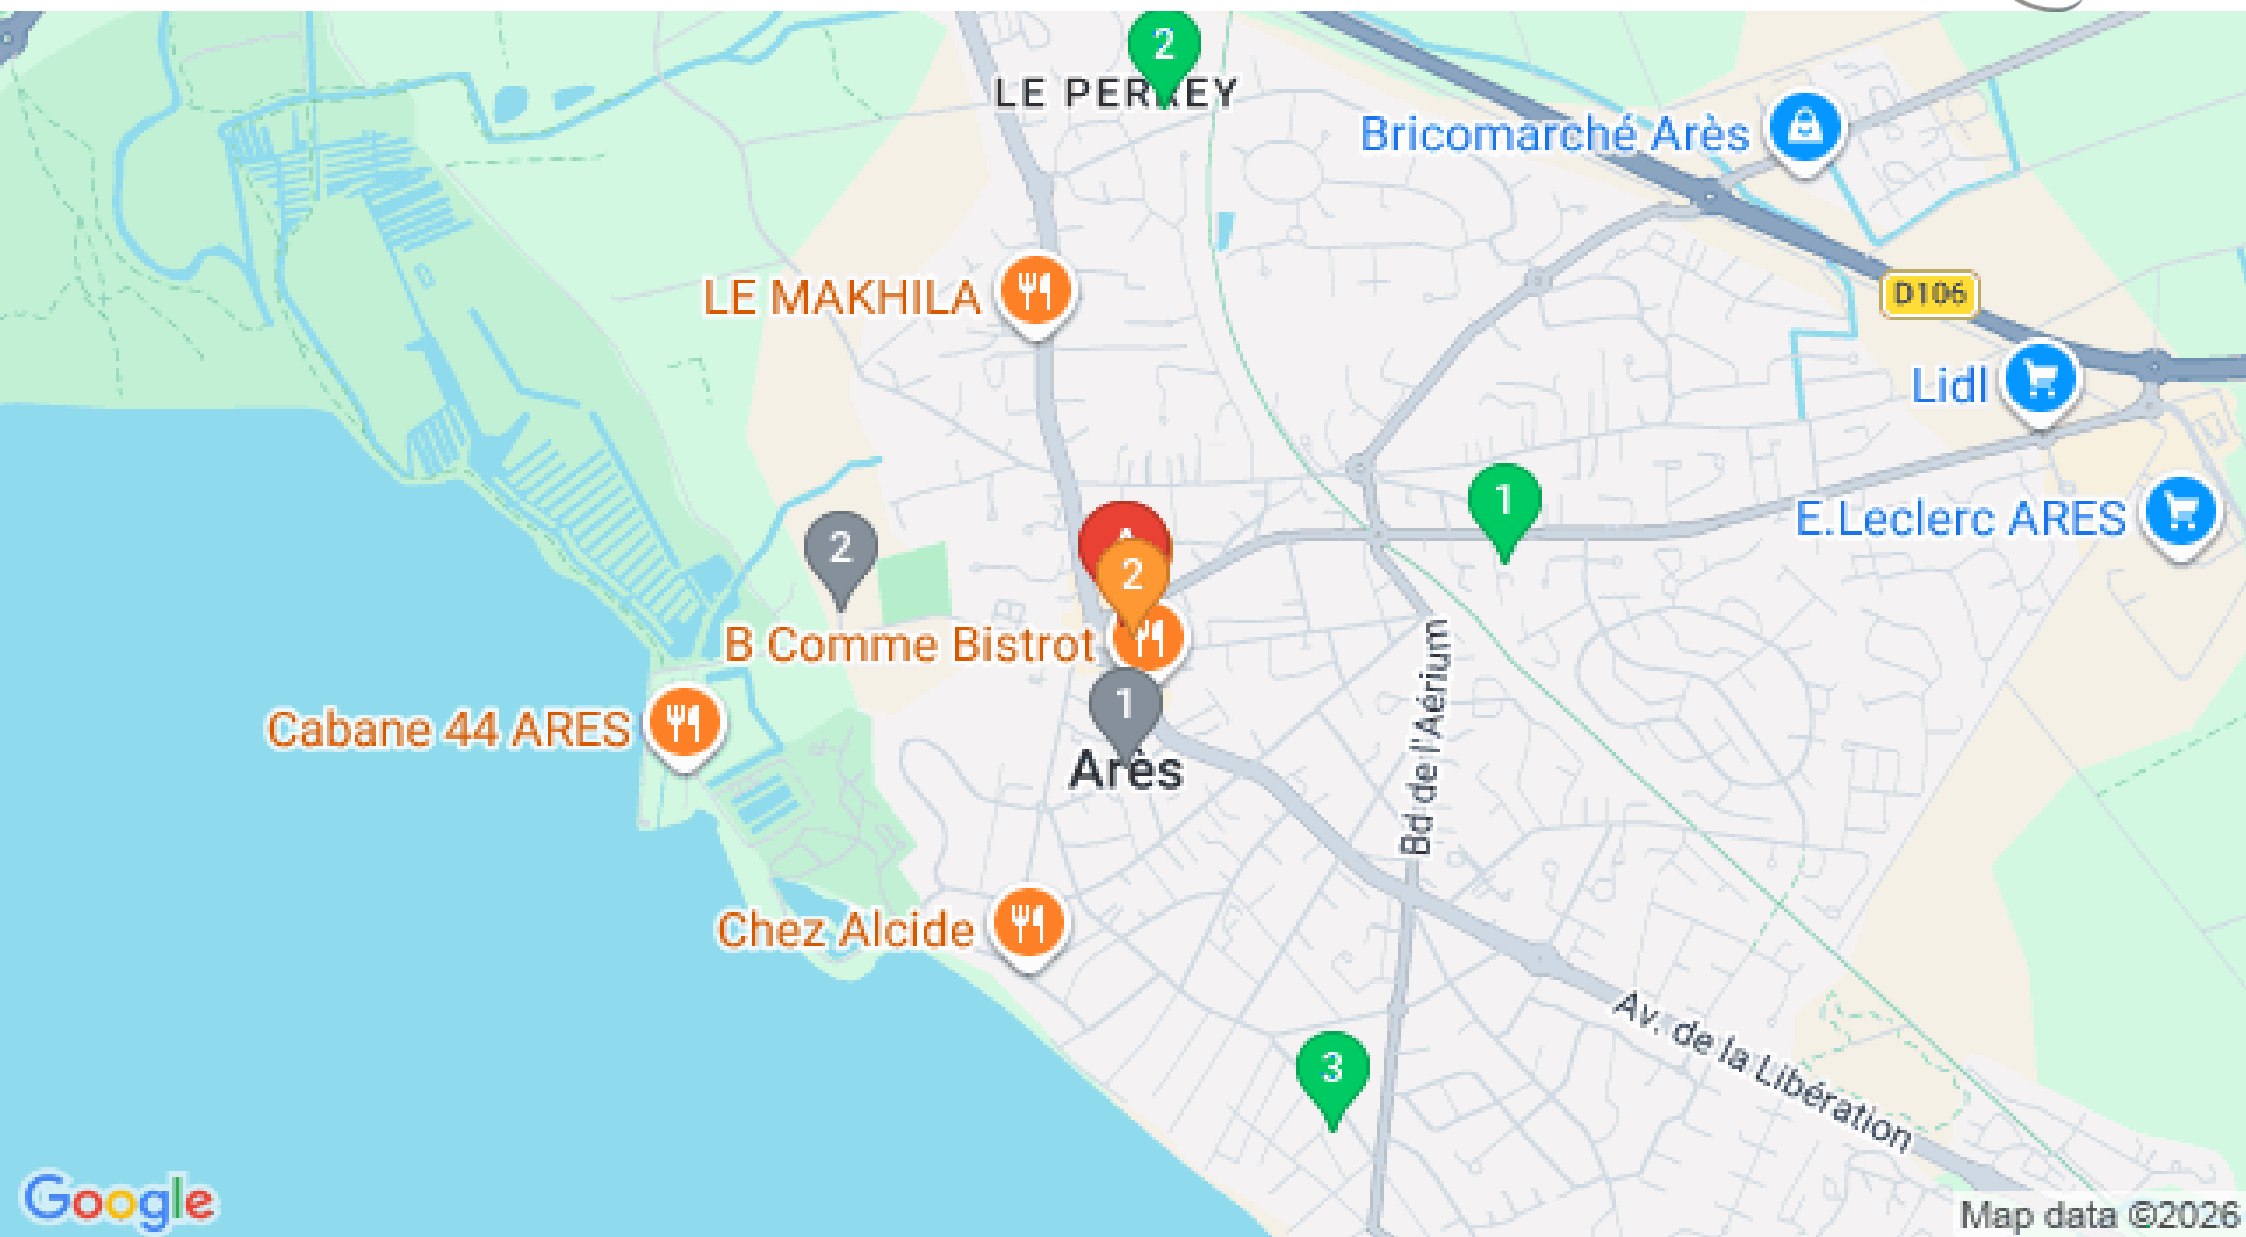 2
LE PERREY
Bricomarché Arès
LE MAKHILA
D106
Lidl
1
E.Leclerc ARES
2
2
B Comme Bistrot
Bd de l'Aérium
Cabane 44 ARES
1
Arès
Chez Alcide
Av. de la Libération
3
Google
Map data ©2026